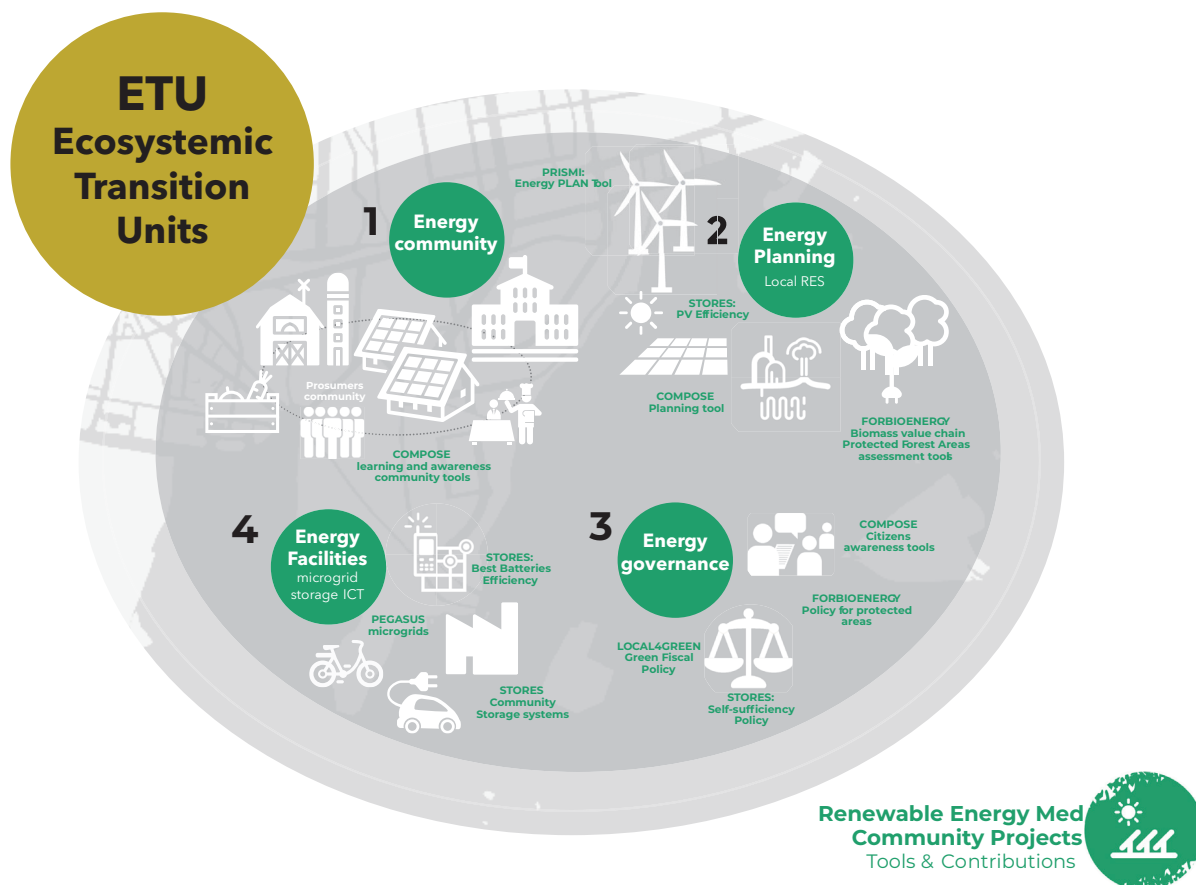 ETU
Ecosystemic
Transition
Units
1
Energy
community
Prosumers
community
COMPOSE
learning and awareness
community tools
PRISMI:
Energy PLAN Tool
2
Energy
Planning
Local RES
STORES:
PV Efficiency
COMPOSE
Planning tool
FORBIOENERGY
Biomass value chain
Protected Forest Areas
assessment tools
4
Energy
Facilities
microgrid
storage ICT
STORES:
Best Batteries
Efficiency
PEGASUS
microgrids
STORES
Community
Storage systems
3
Energy
governance
COMPOSE
Citizens
awareness tools
FORBIOENERGY
Policy for protected
areas
LOCAL4GREEN
Green Fiscal
Policy
STORES:
Self-sufficiency
Policy
Renewable Energy Med
Community Projects
Tools & Contributions